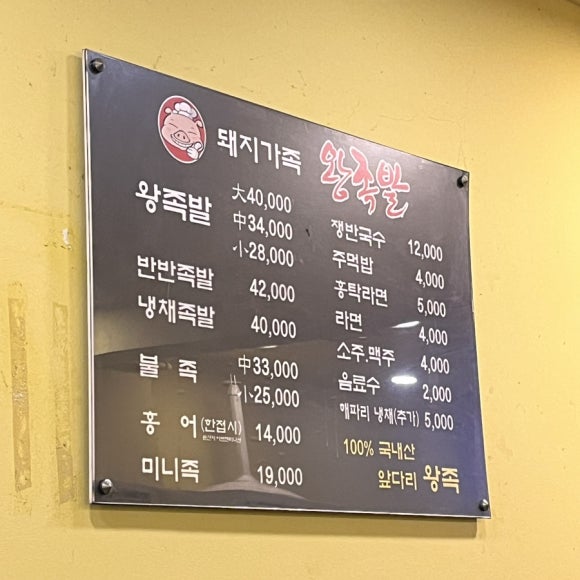 돼지가족 왕족발
왕족발 大40,000
中34,000
小28,000
반반족발 42,000
냉채족발 40,000
불 족 中33,000
小25,000
홍 어 (한접시) 14,000
미니족 19,000
쟁반국수 12,000
주먹밥 4,000
홍탁라면 5,000
라면 4,000
소주.맥주 4,000
음료수 2,000
해파리 냉채(추가) 5,000
100% 국내산
앞다리 왕족